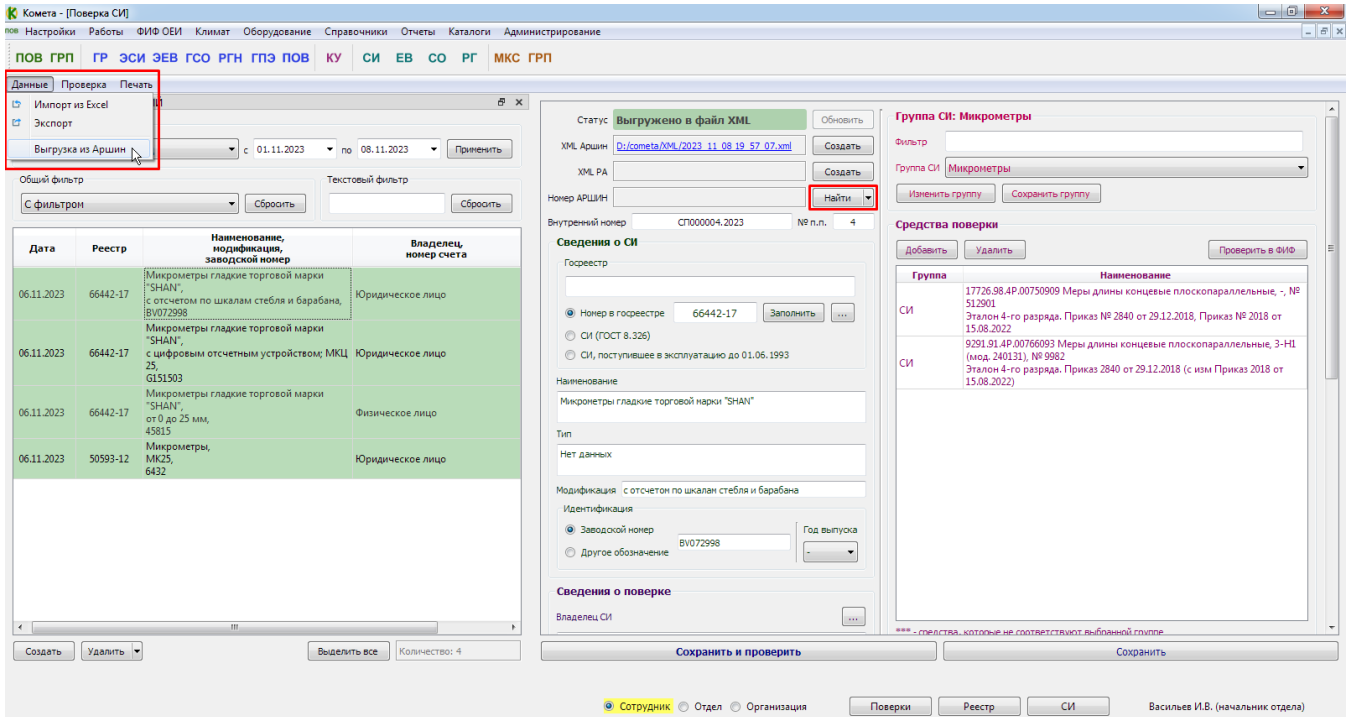 Комета - [Поверка СИ]
пов Настройки Работы ФИФ ОЕИ Климат Оборудование Справочники Отчеты Каталоги Администрирование
ПОВ ГРП ГР ЭСИ ЭЕВ ГСО РГН ГПЭ ПОВ КУ СИ ЕВ СО РГ МКС ГРП
Данные Проверка Печать
Импорт из Excel
Экспорт
Выгрузка из Аршин
с 01.11.2023 по 08.11.2023 Применить
Общий фильтр Текстовый фильтр
С фильтром Сбросить Сбросить
Дата Реестр Наименование, модификация, заводской номер Владелец, номер счета
06.11.2023 66442-17 Микрометры гладкие торговой марки
"SHAN",
с отсчетом по шкалам стебля и барабана,
BV072998
Юридическое лицо
06.11.2023 66442-17 Микрометры гладкие торговой марки
"SHAN",
с цифровым отсчетным устройством; МКЦ
25,
G151503
Юридическое лицо
06.11.2023 66442-17 Микрометры гладкие торговой марки
"SHAN",
от 0 до 25 мм,
45815
Физическое лицо
06.11.2023 50593-12 Микрометры,
МК25,
6432
Юридическое лицо
Создать Удалить Выделить все Количество: 4
Статус Выгружено в файл XML Обновить
XML Аршин D:/cometa/XML/2023_11_08 19_57_07.xml Создать
XML РА Создать
Номер АРШИН Найти
Внутренний номер СП000004.2023 № п.п. 4
Сведения о СИ
Госреестр
Номер в госреестре 66442-17 Заполнить ...
СИ (ГОСТ 8.326)
СИ, поступившее в эксплуатацию до 01.06.1993
Наименование
Микрометры гладкие торговой марки "SHAN"
Тип
Нет данных
Модификация с отсчетом по шкалам стебля и барабана
Идентификация
Заводской номер Год выпуска
BV072998
Другое обозначение -
Сведения о поверке
Владелец СИ ...
Сохранить и проверить Сохранить
Группа СИ: Микрометры
Фильтр
Группа СИ Микрометры
Изменить группу Сохранить группу
Средства поверки
Добавить Удалить Проверить в ФИФ
Группа Наименование
СИ 17726.98.4Р.00750909 Меры длины концевые плоскопараллельные, -, №
512901
Эталон 4-го разряда. Приказ № 2840 от 29.12.2018, Приказ № 2018 от
15.08.2022
СИ 9291.91.4Р.00766093 Меры длины концевые плоскопараллельные, 3-Н1
(мод. 240131), № 9982
Эталон 4-го разряда. Приказ 2840 от 29.12.2018 (с изм Приказ 2018 от
15.08.2022)
*** - средства, которые не соответствуют выбранной группе
Сотрудник Отдел Организация Поверки Реестр СИ Васильев И.В. (начальник отдела)